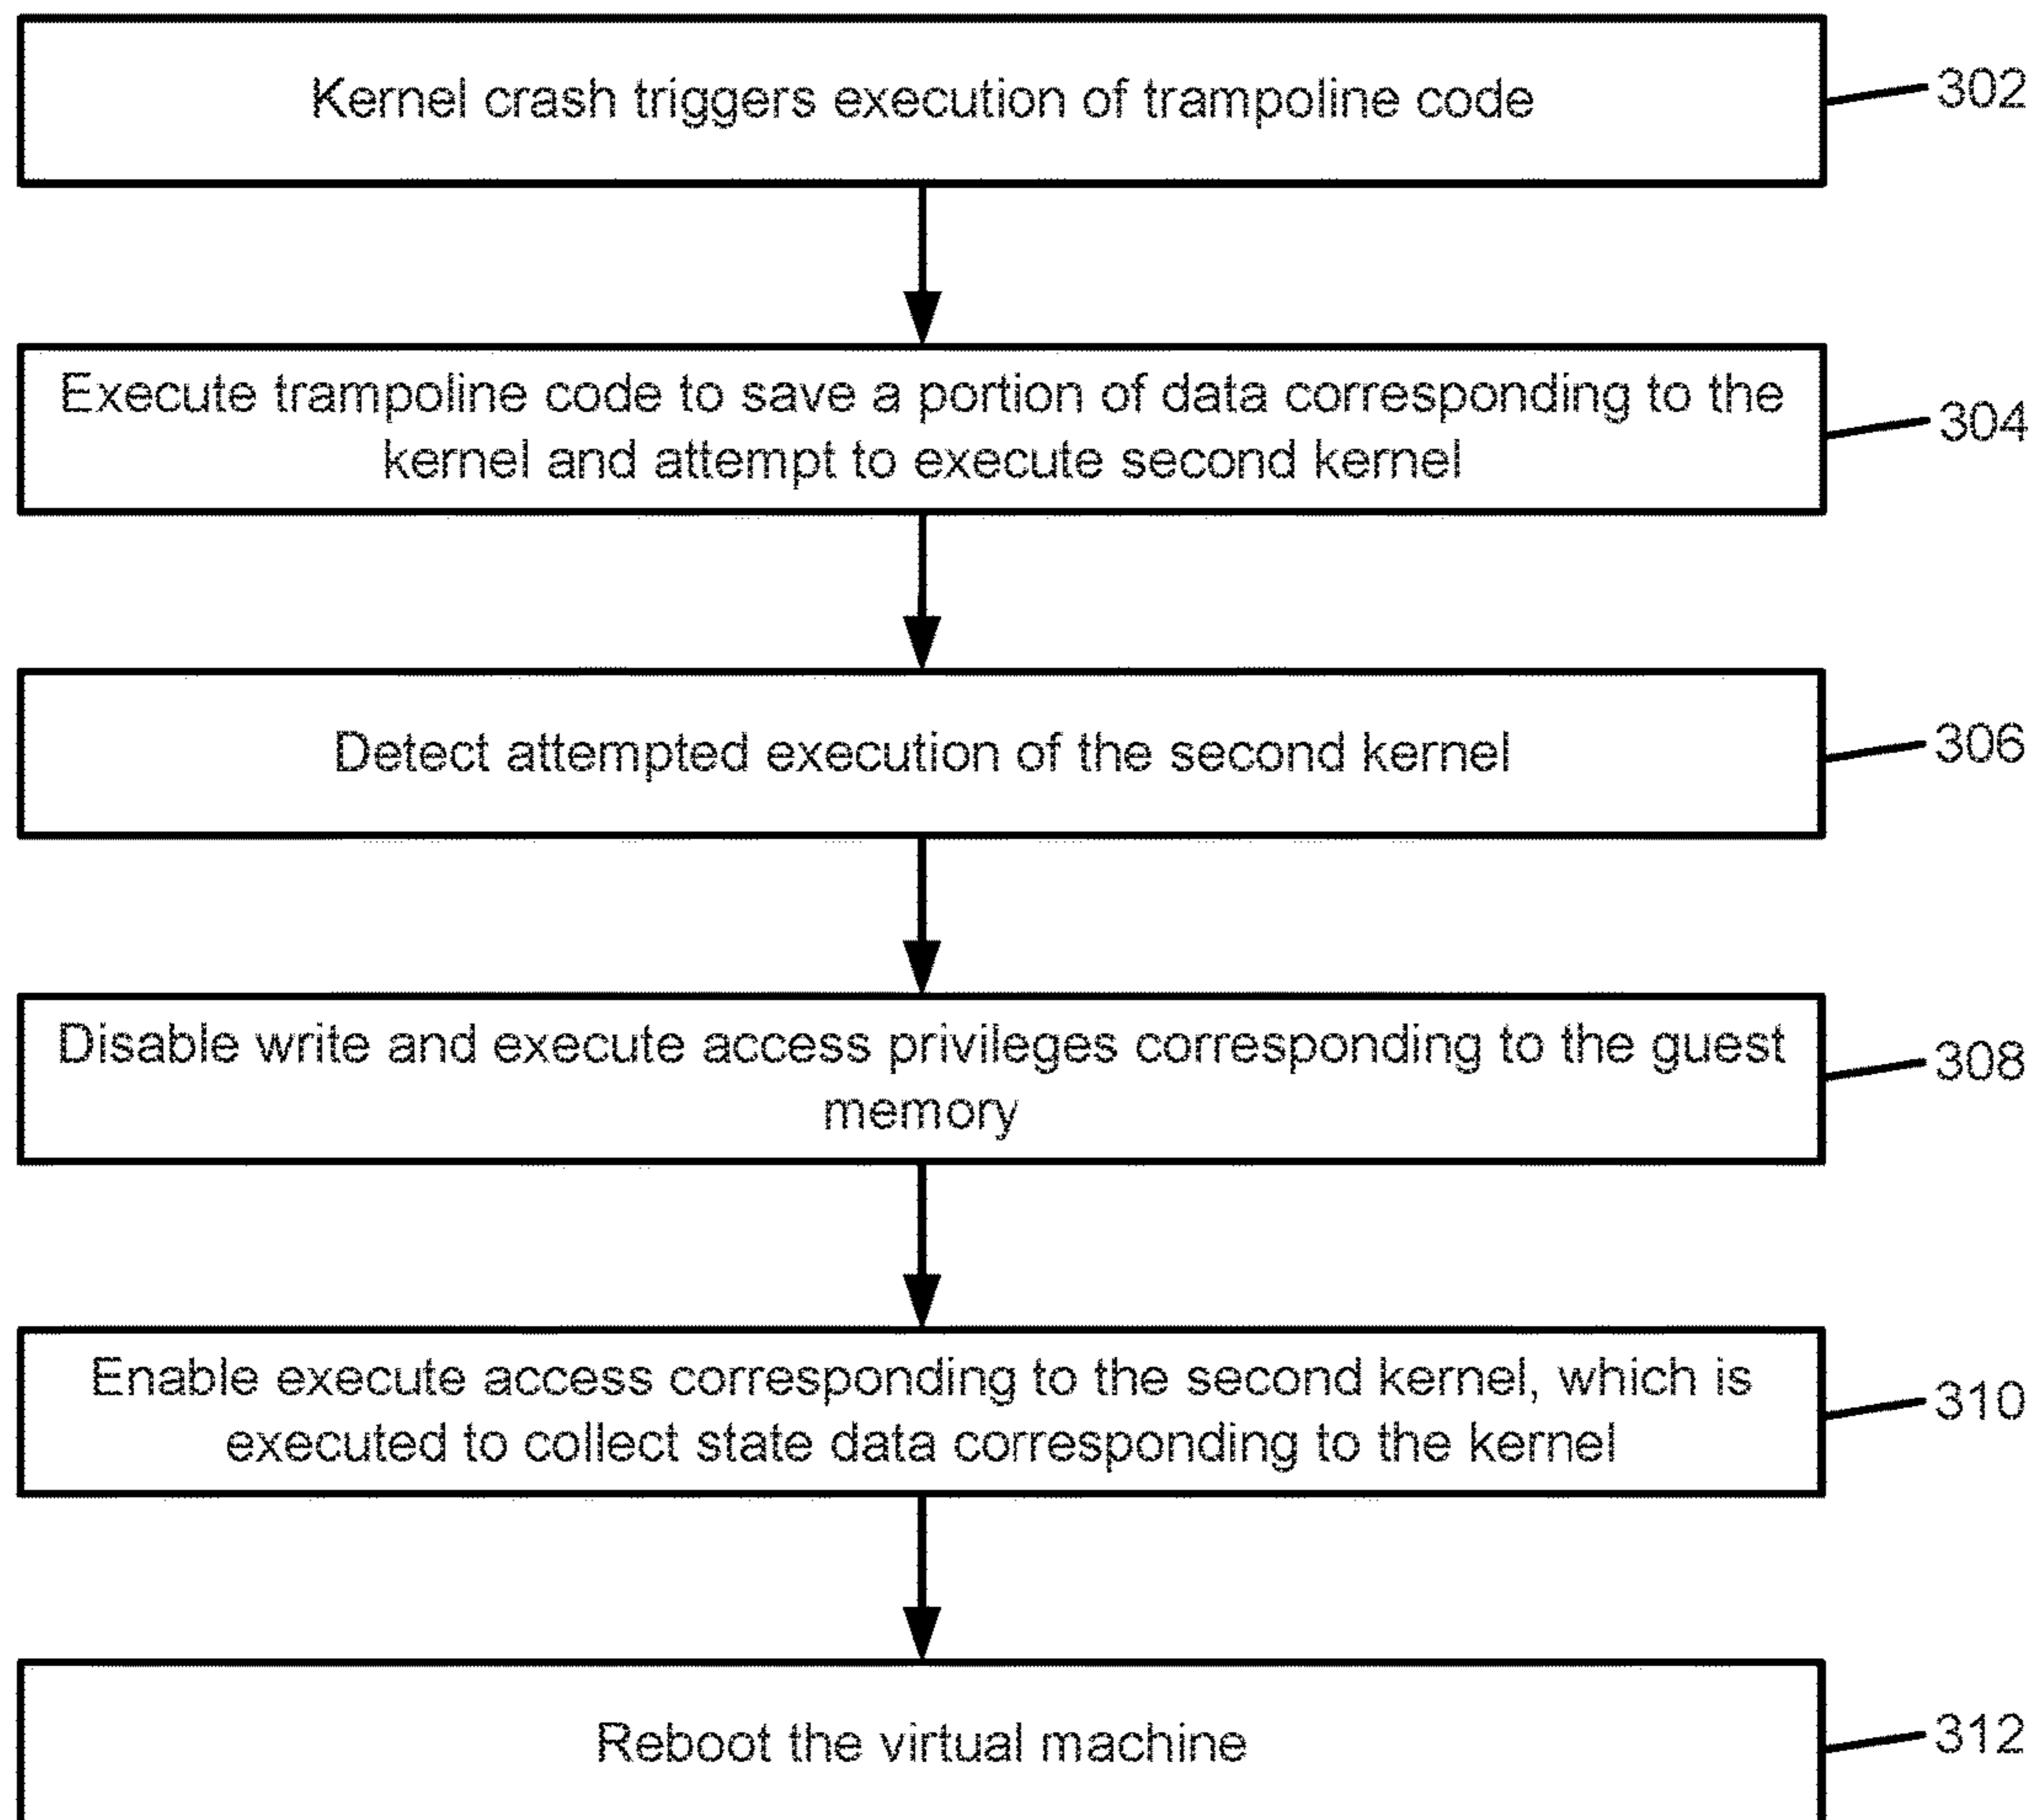 Kernel crash triggers execution of trampoline code
302
Execute trampoline code to save a portion of data corresponding to the
kernel and attempt to execute second kernel
304
Detect attempted execution of the second kernel
306
Disable write and execute access privileges corresponding to the guest
memory
308
Enable execute access corresponding to the second kernel, which is
executed to collect state data corresponding to the kernel
310
Reboot the virtual machine
312